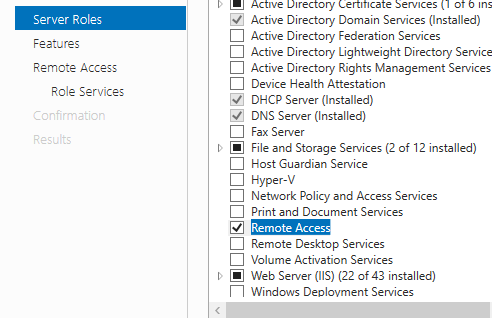 Server Roles
Features
Remote Access
Role Services
Confirmation
Results
Active Directory Certificate Services (1 of 6 ins
Active Directory Domain Services (Installed)
Active Directory Federation Services
Active Directory Lightweight Directory Service
Active Directory Rights Management Services
Device Health Attestation
DHCP Server (Installed)
DNS Server (Installed)
Fax Server
File and Storage Services (2 of 12 installed)
Host Guardian Service
Hyper-V
Network Policy and Access Services
Print and Document Services
Remote Access
Remote Desktop Services
Volume Activation Services
Web Server (IIS) (22 of 43 installed)
Windows Deployment Services